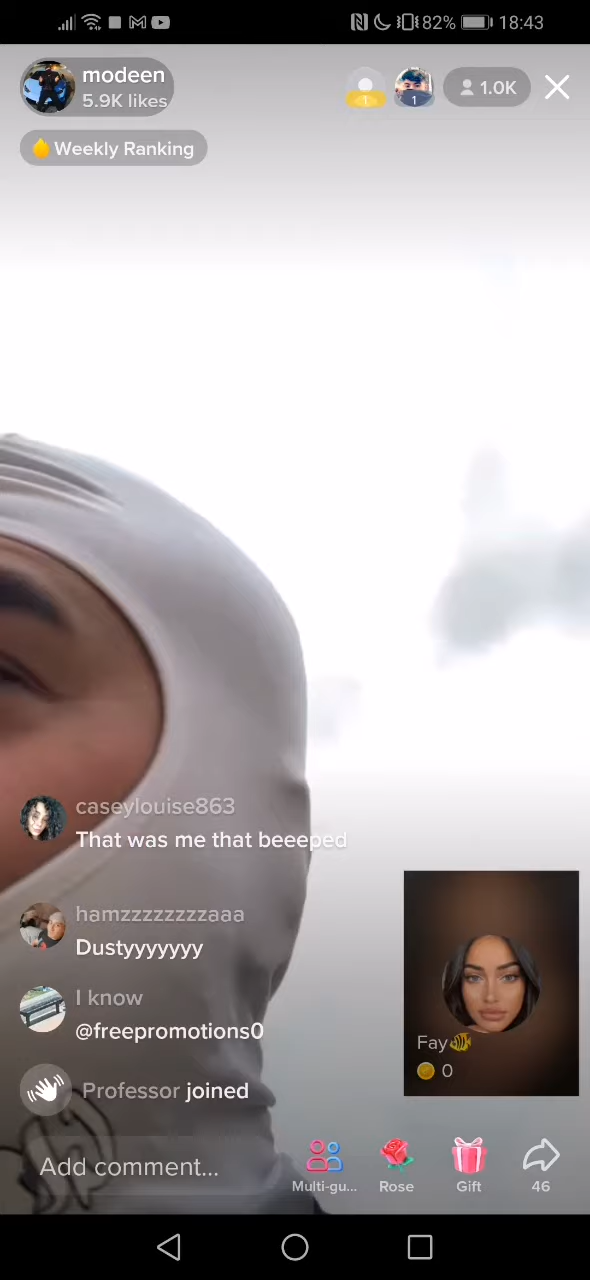 82% 18:43
modeen
5.9K likes
1
1
1.0K
Weekly Ranking
caseylouise863
That was me that beeeped
hamzzzzzzzzaaa
Dustyyyyyyy
I know
@freepromotions0
Fay
0
Professor joined
Add comment...
Multi-gu...
Rose
Gift
46